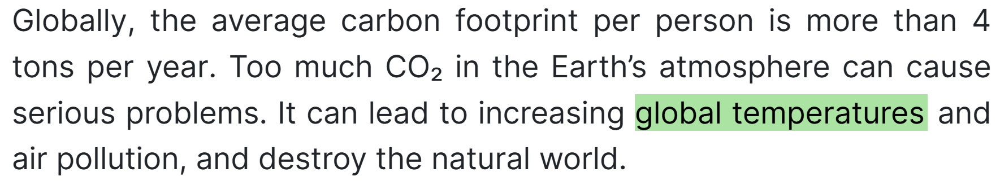 Globally, the average carbon footprint per person is more than 4
tons per year. Too much CO₂ in the Earth’s atmosphere can cause
serious problems. It can lead to increasing global temperatures and
air pollution, and destroy the natural world.